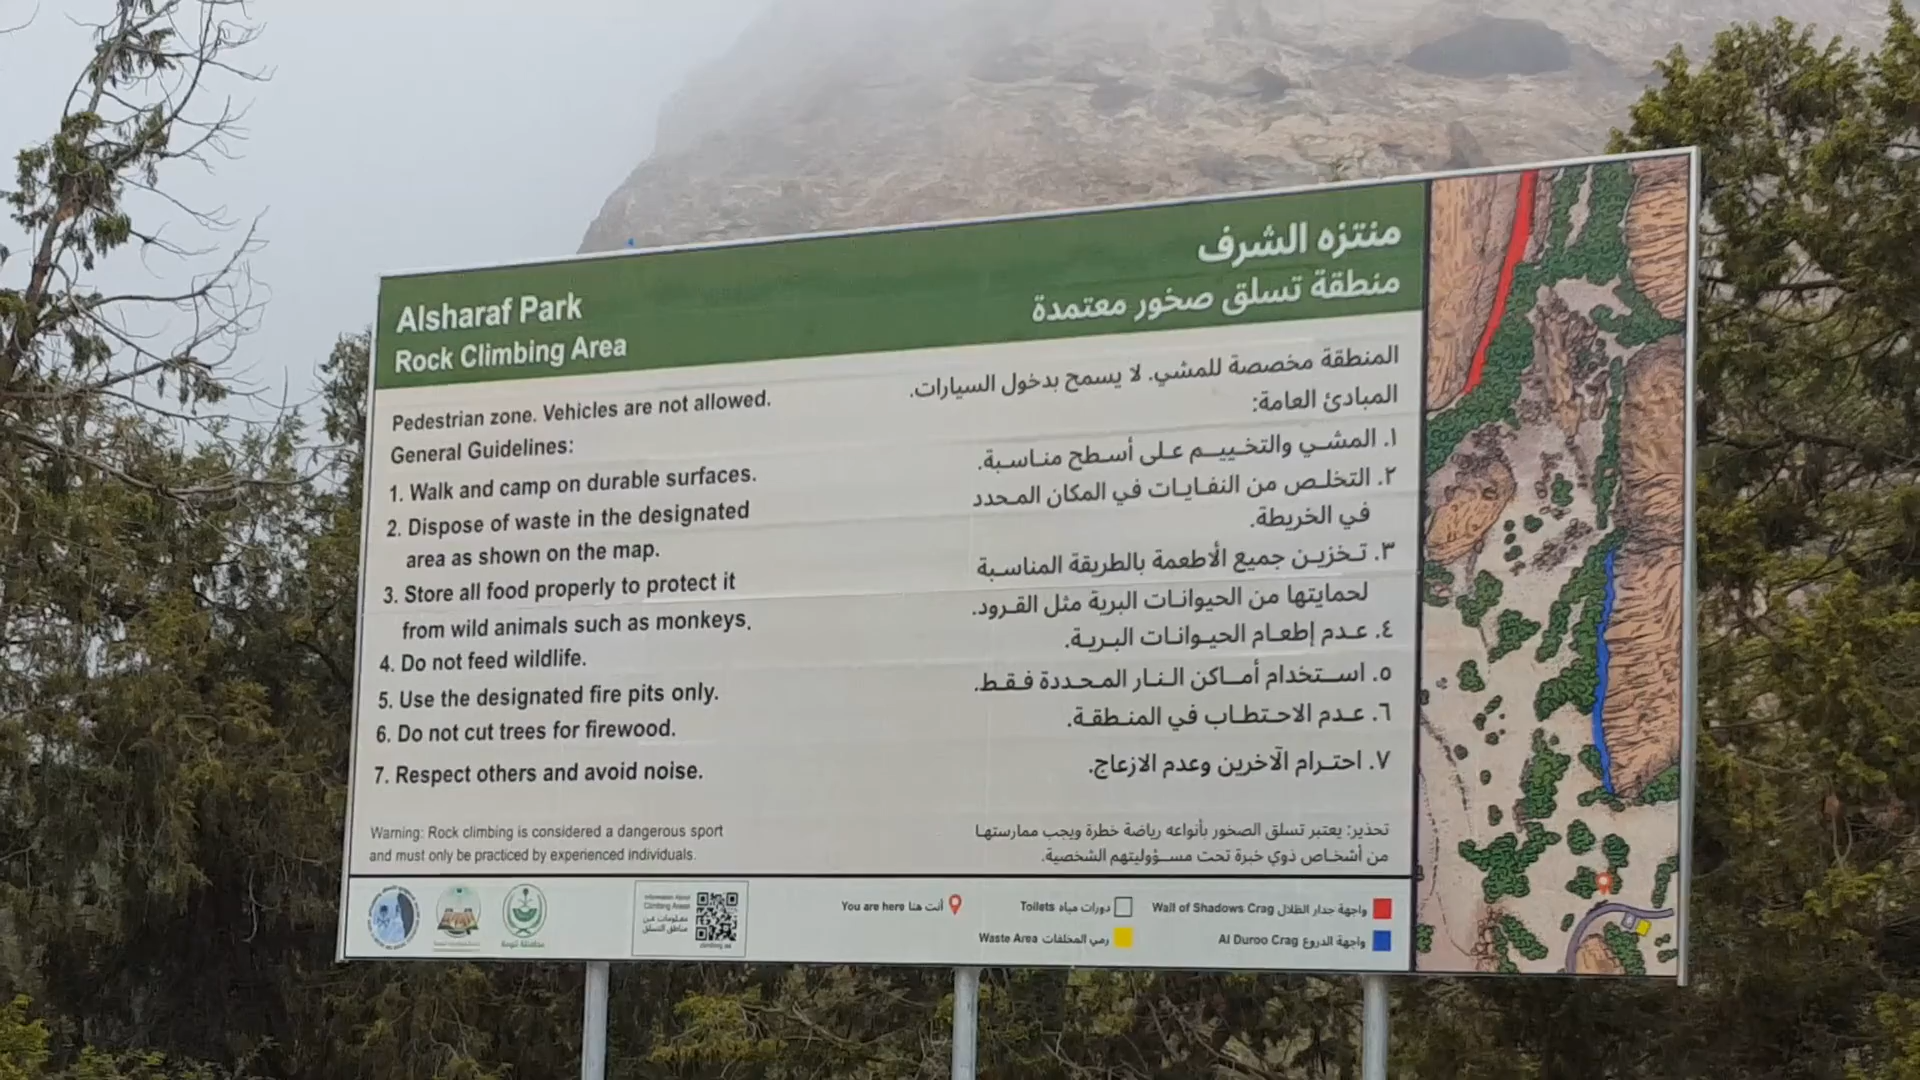 Alsharaf Park
Rock Climbing Area
Pedestrian zone. Vehicles are not allowed.
General Guidelines:
1. Walk and camp on durable surfaces.
2. Dispose of waste in the designated
area as shown on the map.
3. Store all food properly to protect it
from wild animals such as monkeys.
4. Do not feed wildlife.
5. Use the designated fire pits only.
6. Do not cut trees for firewood.
7. Respect others and avoid noise.
Warning: Rock climbing is considered a dangerous sport
and must only be practiced by experienced individuals.
منتزه الشرف
منطقة تسلق صخور معتمدة
المنطقة مخصصة للمشي. لا يسمح بدخول السيارات.
المبادئ العامة:
١. المشي والتخييم على أسطح مناسبة.
٢. التخلص من النفايات في المكان المحدد
في الخريطة.
٣. تخزين جميع الأطعمة بالطريقة المناسبة
لحمايتها من الحيوانات البرية مثل القرود.
٤. عدم إطعام الحيوانات البرية.
٥. استخدام أماكن النار المحددة فقط.
٦. عدم الاحتطاب في المنطقة.
٧. احترام الآخرين وعدم الازعاج.
تحذير: يعتبر تسلق الصخور بأنواعه رياضة خطرة ويجب ممارستها
من أشخاص ذوي خبرة تحت مسؤوليتهم الشخصية.
محافظة تنومة
Information About
Climbing Areas
معلومات عن
مناطق التسلق
You are here أنت هنا
Toilets دورات مياه
Waste Area رمي المخلفات
Wall of Shadows Crag واجهة جدار الظلال
Al Duroo Crag واجهة الدروع